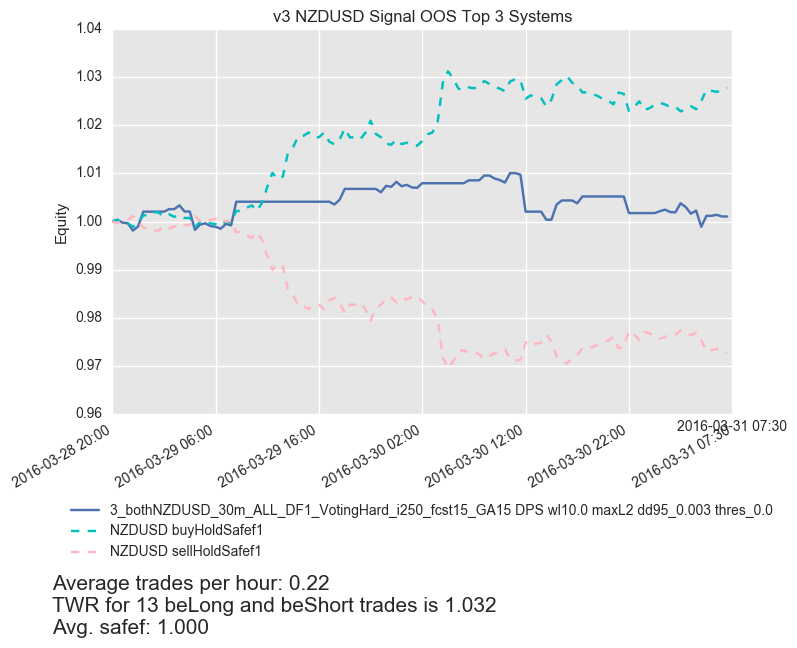 v3 NZDUSD Signal OOS Top 3 Systems
1.04
1.03
1.02
1.01
1.00
0.99
0.98
0.97
0.96
Equity
2016-03-28 20:00
2016-03-29 06:00
2016-03-29 16:00
2016-03-30 02:00
2016-03-30 12:00
2016-03-30 22:00
2016-03-31 07:30
2016-03-31 07:30
3_bothNZDUSD_30m_ALL_DF1_VotingHard_i250_fcst15_GA15 DPS wl10.0 maxL2 dd95_0.003 thres_0.0
NZDUSD buyHoldSafef1
NZDUSD sellHoldSafef1
Average trades per hour: 0.22
TWR for 13 beLong and beShort trades is 1.032
Avg. safef: 1.000